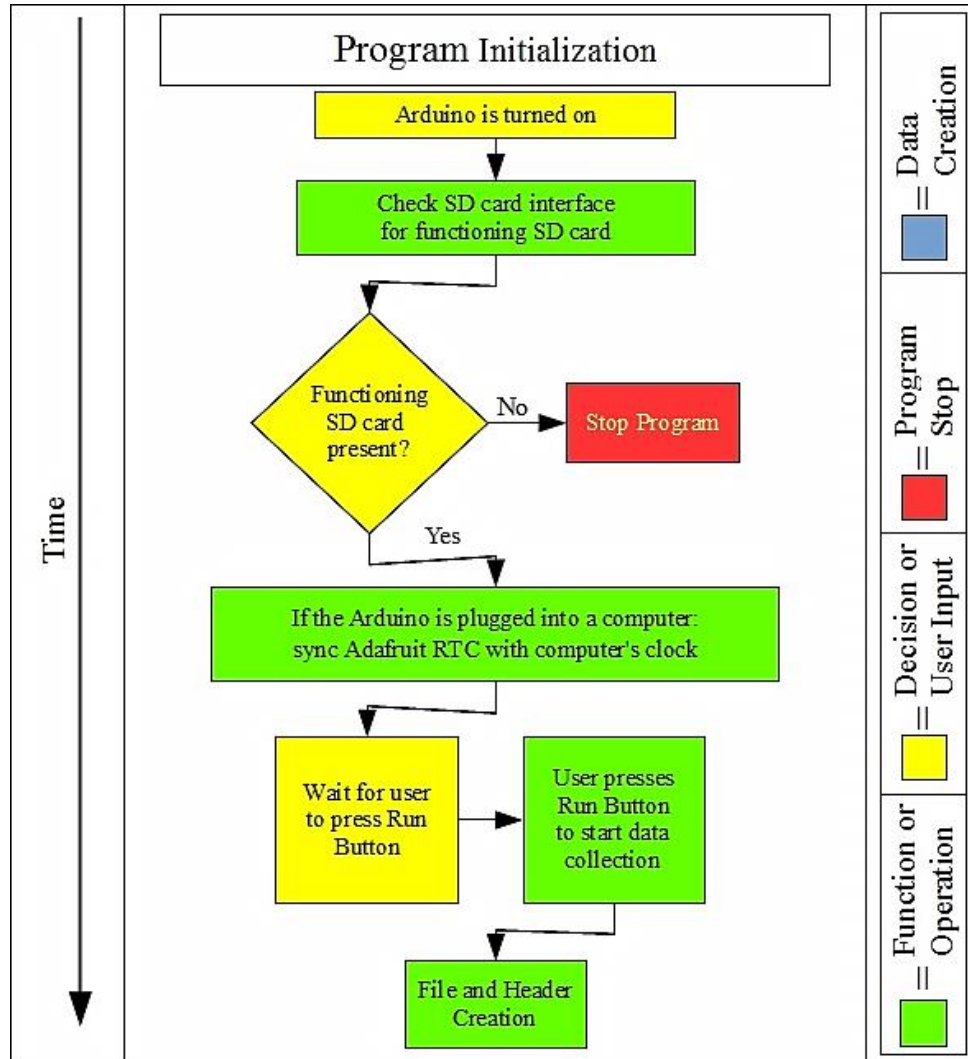 Program Initialization
Arduino is turned on
Check SD card interface
for functioning SD card
Functioning
SD card
present?
No
Stop Program
Yes
If the Arduino is plugged into a computer:
sync Adafruit RTC with computer's clock
Wait for user
to press Run
Button
User presses
Run Button
to start data
collection
File and Header
Creation
Time
= Data
Creation
= Program
Stop
= Decision or
User Input
= Function or
Operation